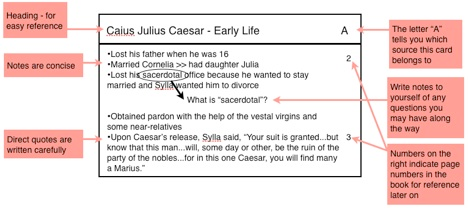 Heading - for
easy reference
Caius Julius Caesar - Early Life
A
The letter “A”
tells you which
source this card
belongs to
Notes are concise
•Lost his father when he was 16
•Married Cornelia >> had daughter Julia
2
•Lost his sacerdotal office because he wanted to stay
married and Sylla wanted him to divorce
What is “sacerdotal”?
Write notes to
yourself of any
questions you
may have along
the way
•Obtained pardon with the help of the vestal virgins and
some near-relatives
Direct quotes are
written carefully
•Upon Caesar’s release, Sylla said, “Your suit is granted...but
3
know that this man...will, some day or other, be the ruin of the
party of the nobles...for in this one Caesar, you will find many
a Marius.”
Numbers on
the right indicate page
numbers in the
book for reference
later on